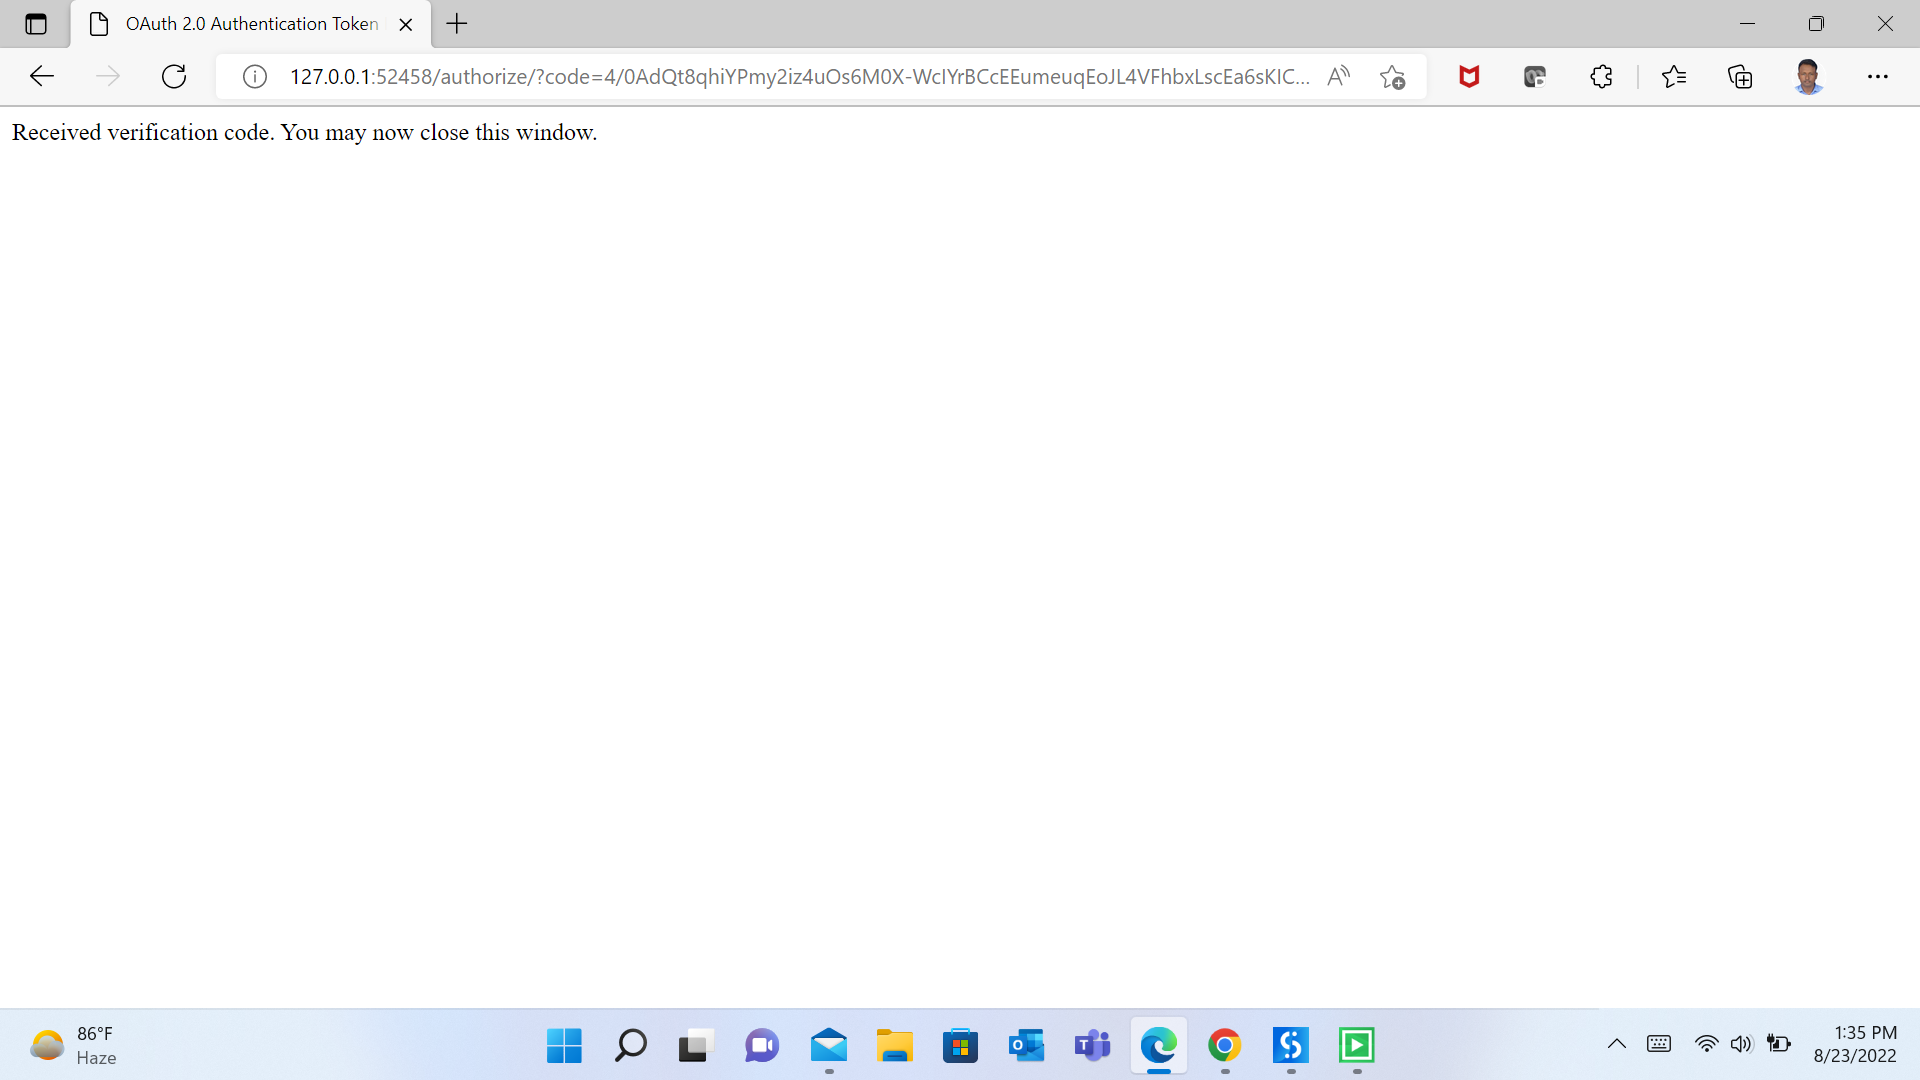 OAuth 2.0 Authentication Token
127.0.0.1:52458/authorize/?code=4/0AdQt8qhiYPmy2iz4uOs6M0X-WclYrBCcEEumeuqEoJL4VFhbxLscEa6sKIC...
Received verification code. You may now close this window.
86°F
Haze
1:35 PM
8/23/2022